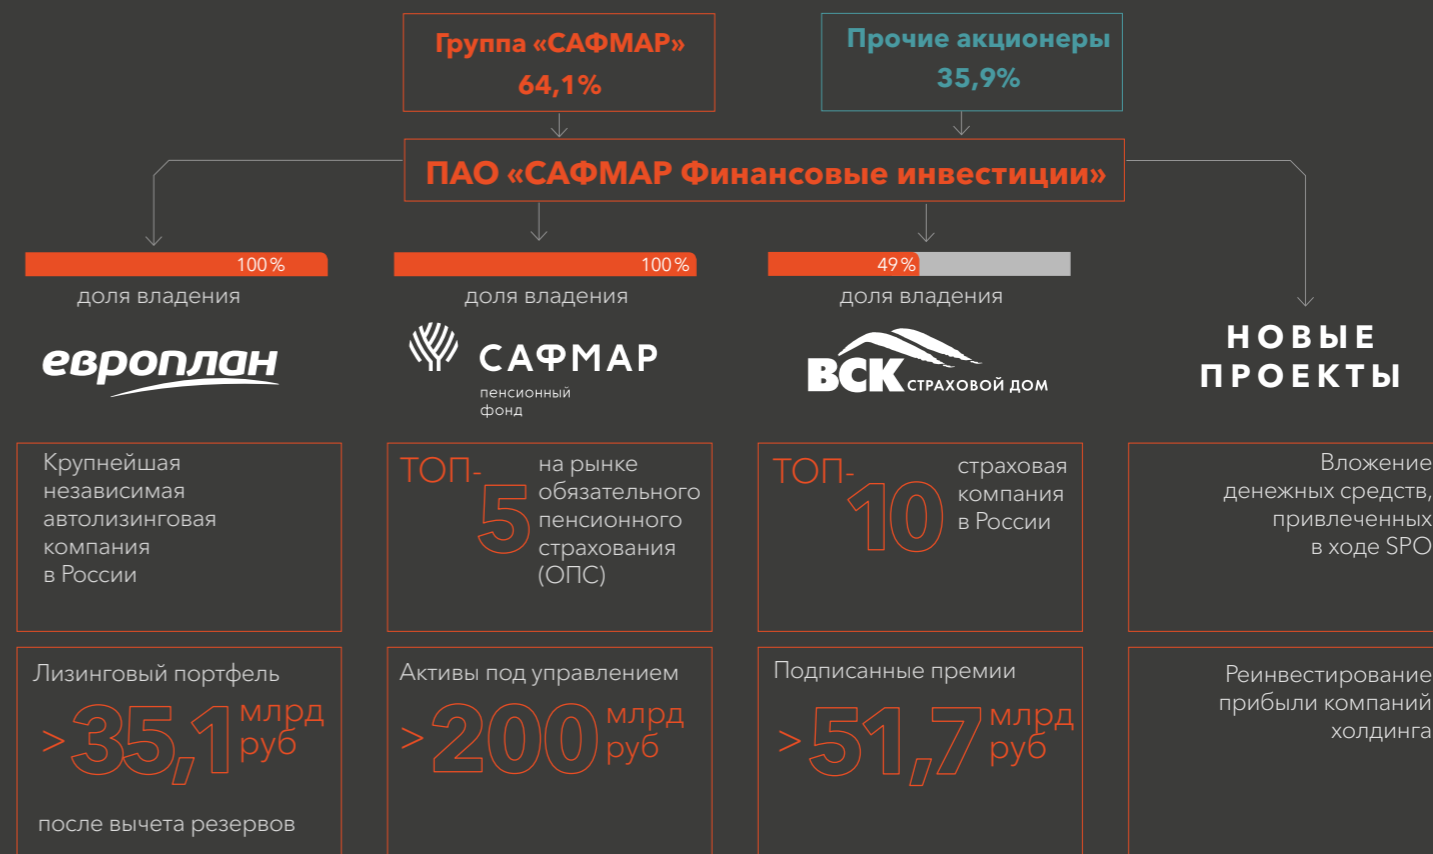 Группа «САФМАР»
64,1%
Прочие акционеры
35,9%
ПАО «САФМАР Финансовые инвестиции»
100%
доля владения
европлан
Крупнейшая
независимая
автолизинговая
компания
в России
Лизинговый портфель
>35,1 млрд
руб
после вычета резервов
100%
доля владения
САФМАР
пенсионный
фонд
ТОП-
5
на рынке
обязательного
пенсионного
страхования
(ОПС)
Активы под управлением
>200 млрд
руб
49%
доля владения
ВСК СТРАХОВОЙ ДОМ
ТОП-
10
страховая
компания
в России
Подписанные премии
>51,7 млрд
руб
НОВЫЕ
ПРОЕКТЫ
Вложение
денежных средств,
привлеченных
в ходе SPO
Реинвестирование
прибыли компаний
холдинга